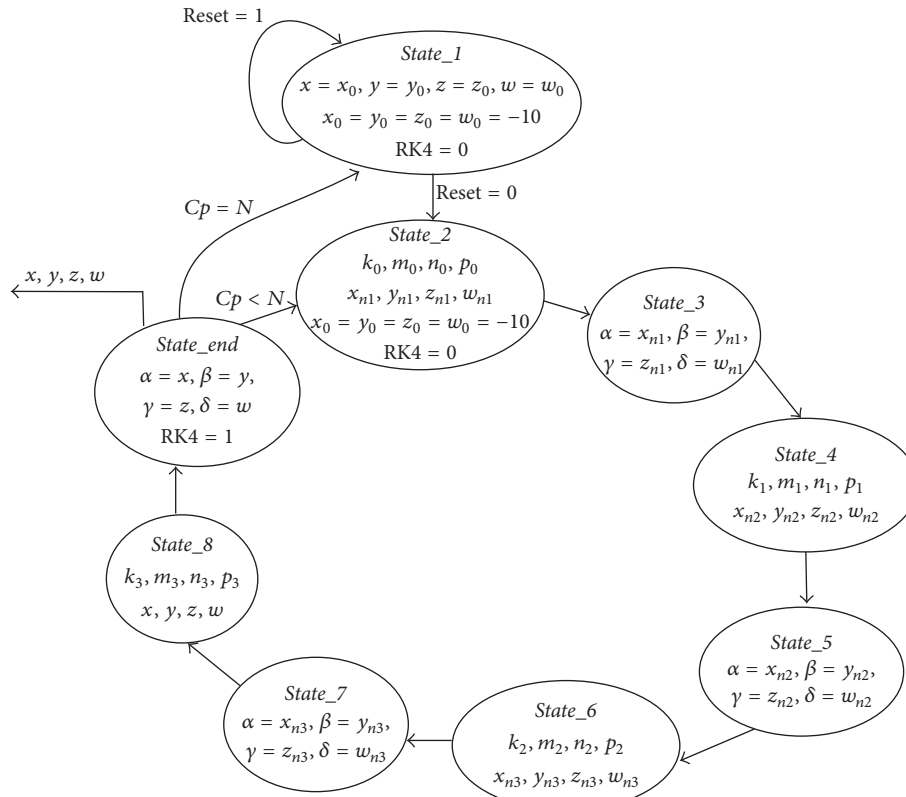 Reset = 1
State_1
x = x₀, y = y₀, z = z₀, w = w₀
x₀ = y₀ = z₀ = w₀ = −10
RK4 = 0
Reset = 0
Cp = N
State_2
k₀, m₀, n₀, p₀
xₙ₁, yₙ₁, zₙ₁, wₙ₁
x₀ = y₀ = z₀ = w₀ = −10
RK4 = 0
x, y, z, w
Cp < N
State_3
α = xₙ₁, β = yₙ₁,
γ = zₙ₁, δ = wₙ₁
State_end
α = x, β = y,
γ = z, δ = w
RK4 = 1
State_4
k₁, m₁, n₁, p₁
xₙ₂, yₙ₂, zₙ₂, wₙ₂
State_8
k₃, m₃, n₃, p₃
x, y, z, w
State_5
α = xₙ₂, β = yₙ₂,
γ = zₙ₂, δ = wₙ₂
State_7
α = xₙ₃, β = yₙ₃,
γ = zₙ₃, δ = wₙ₃
State_6
k₂, m₂, n₂, p₂
xₙ₃, yₙ₃, zₙ₃, wₙ₃